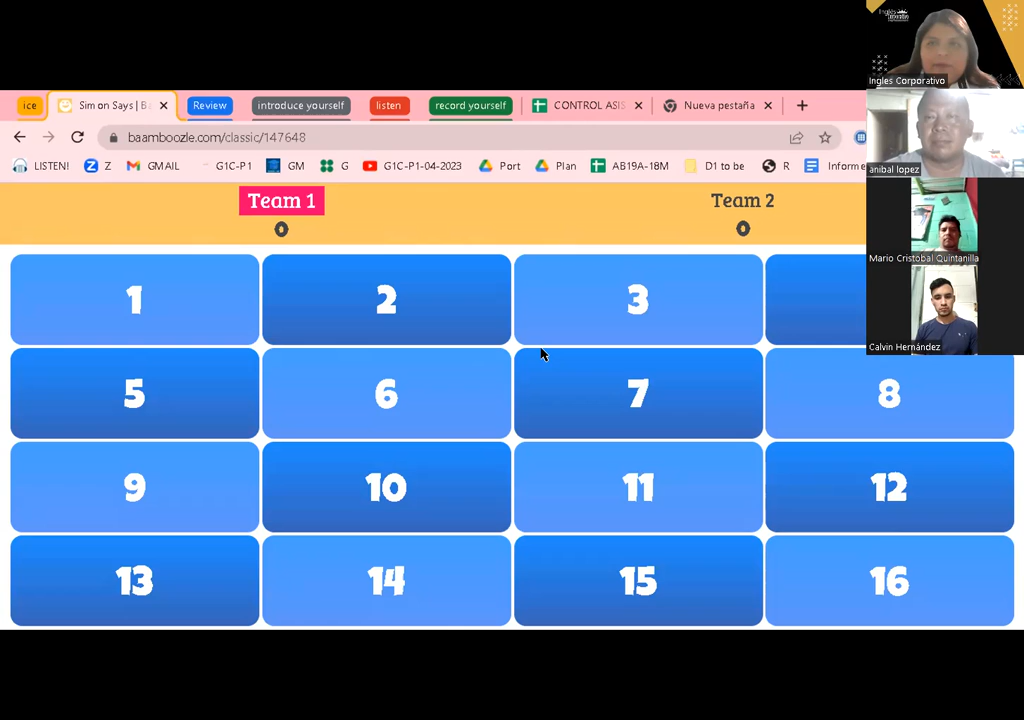 ice
Simon Says | B
Review
introduce yourself
listen
record yourself
CONTROL ASIS
Nueva pestaña
baamboozle.com/classic/147648
LISTEN!
Z
GMAIL
G1C-P1
GM
G
G1C-P1-04-2023
Port
Plan
AB19A-18M
D1 to be
R
Informe
Team 1
0
Team 2
0
1
2
3
5
6
7
8
9
10
11
12
13
14
15
16
Inglés
Corporativo
Ingles Corporativo
anibal lopez
Mario Cristobal Quintanilla
Calvin Hernández